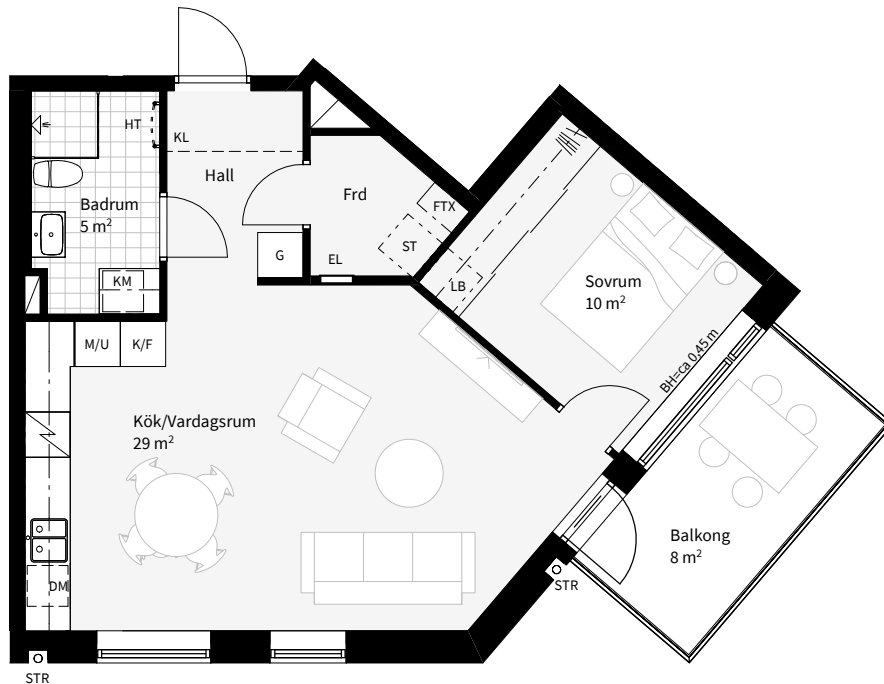 HT
KL
Hall
Badrum
5 m²
Frd
FTX
ST
G
EL
KM
LB
Sovrum
10 m²
M/U
K/F
BH=ca 0,45 m
Kök/Vardagsrum
29 m²
Balkong
8 m²
DM
STR
STR